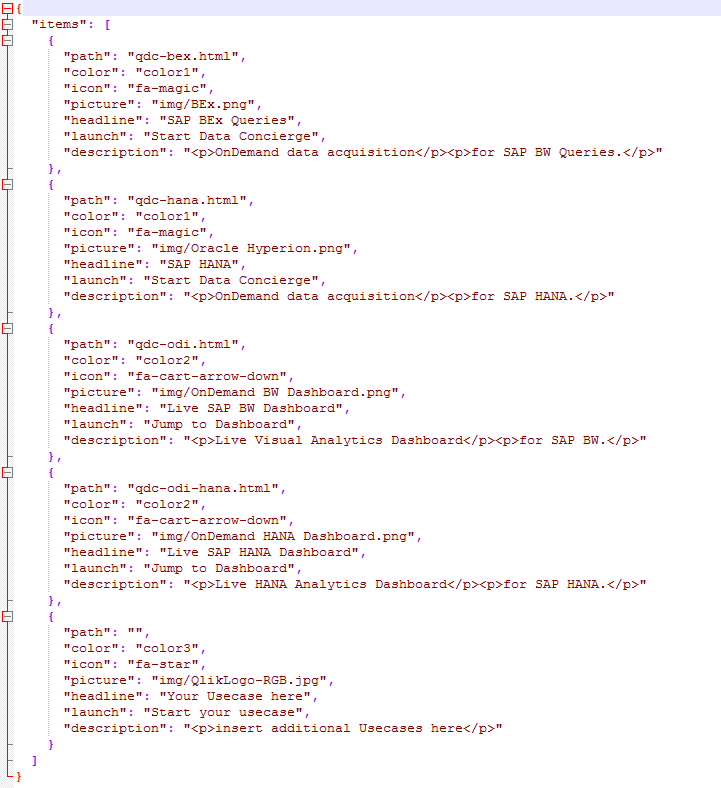 {
  "items": [
    {
      "path": "qdc-bex.html",
      "color": "color1",
      "icon": "fa-magic",
      "picture": "img/BEx.png",
      "headline": "SAP BEx Queries",
      "launch": "Start Data Concierge",
      "description": "<p>OnDemand data acquisition</p><p>for SAP BW Queries.</p>"
    },
    {
      "path": "qdc-hana.html",
      "color": "color1",
      "icon": "fa-magic",
      "picture": "img/Oracle Hyperion.png",
      "headline": "SAP HANA",
      "launch": "Start Data Concierge",
      "description": "<p>OnDemand data acquisition</p><p>for SAP HANA.</p>"
    },
    {
      "path": "qdc-odi.html",
      "color": "color2",
      "icon": "fa-cart-arrow-down",
      "picture": "img/OnDemand BW Dashboard.png",
      "headline": "Live SAP BW Dashboard",
      "launch": "Jump to Dashboard",
      "description": "<p>Live Visual Analytics Dashboard</p><p>for SAP BW.</p>"
    },
    {
      "path": "qdc-odi-hana.html",
      "color": "color2",
      "icon": "fa-cart-arrow-down",
      "picture": "img/OnDemand HANA Dashboard.png",
      "headline": "Live SAP HANA Dashboard",
      "launch": "Jump to Dashboard",
      "description": "<p>Live HANA Analytics Dashboard</p><p>for SAP HANA.</p>"
    },
    {
      "path": "",
      "color": "color3",
      "icon": "fa-star",
      "picture": "img/QlikLogo-RGB.jpg",
      "headline": "Your Usecase here",
      "launch": "Start your usecase",
      "description": "<p>insert additional Usecases here</p>"
    }
  ]
}